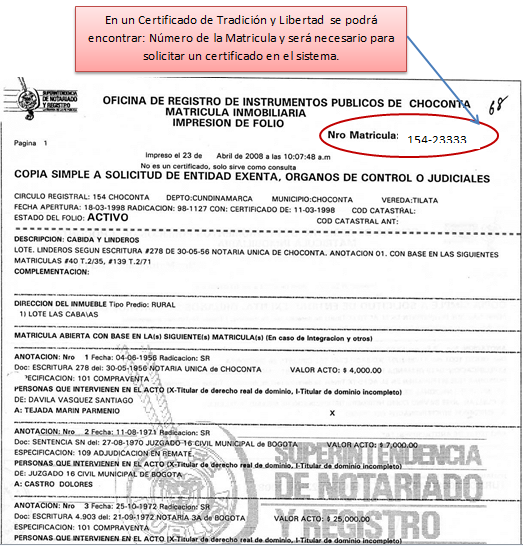 En un Certificado de Tradición y Libertad se podrá
encontrar: Número de la Matricula y será necesario para
solicitar un certificado en el sistema.
SUPERINTENDENCIA
DE NOTARIADO
Y REGISTRO
OFICINA DE REGISTRO DE INSTRUMENTOS PUBLICOS DE CHOCONTA
68
MATRICULA INMOBILIARIA
IMPRESION DE FOLIO
Nro Matricula: 154-23333
Pagina 1
Impreso el 23 de Abril de 2008 a las 10:07:48 a.m
No es un certificado, solo sirve como consulta
COPIA SIMPLE A SOLICITUD DE ENTIDAD EXENTA, ORGANOS DE CONTROL O JUDICIALES
CIRCULO REGISTRAL: 154 CHOCONTA DEPTO:CUNDINAMARCA MUNICIPIO:CHOCONTA VEREDA:TILATA
FECHA APERTURA: 18-03-1998 RADICACION: 98-1127 CON: CERTIFICADO DE: 11-03-1998 COD CATASTRAL:
ESTADO DEL FOLIO: ACTIVO COD CATASTRAL ANT:
DESCRIPCION: CABIDA Y LINDEROS
LOTE. LINDEROS SEGUN ESCRITURA #278 DE 30-05-56 NOTARIA UNICA DE CHOCONTA. ANOTACION 01. CON BASE EN LAS SIGUIENTES
MATRICULAS #40 T.2/35, #139 T.2/71
COMPLEMENTACION:
DIRECCION DEL INMUEBLE Tipo Predio: RURAL
1) LOTE LAS CABA\AS
MATRICULA ABIERTA CON BASE EN LA(s) SIGUIENTE(s) MATRICULA(s) (En caso de Integracion y otros)
ANOTACION: Nro 1 Fecha: 04-06-1956 Radicacion: SR
Doc: ESCRITURA 278 del: 30-05-1956 NOTARIA UNICA de CHOCONTA VALOR ACTO: $ 4,000.00
ECIFICACION: 101 COMPRAVENTA
PERSONAS QUE INTERVIENEN EN EL ACTO (X-Titular de derecho real de dominio, I-Titular de dominio incompleto)
DE: DAVILA VASQUEZ SANTIAGO
A: TEJADA MARIN PARMENIO X
ANOTACION: Nro 2 Fecha: 11-08-1971 Radicacion: SR
Doc: SENTENCIA SN del: 27-08-1970 JUZGADO 16 CIVIL MUNICIPAL de BOGOTA VALOR ACTO: $ 7,000.00
ESPECIFICACION: 109 ADJUDICACION EN REMATE
PERSONAS QUE INTERVIENEN EN EL ACTO (X-Titular de derecho real de dominio, I-Titular de dominio incompleto)
DE: JUZGADO 16 CIVIL MUNICIPAL DE BOGOTA
A: CASTRO DOLORES
SUPERINTENDENCIA
DE NOTARIADO
Y REGISTRO
ANOTACION: Nro 3 Fecha: 25-10-1972 Radicacion: SR
Doc: ESCRITURA 4.903 del: 21-09-1972 NOTARIA 3A de BOGOTA VALOR ACTO: $ 25,000.00
ESPECIFICACION: 101 COMPRAVENTA
PERSONAS QUE INTERVIENEN EN EL ACTO (X-Titular de derecho real de dominio, I-Titular de dominio incompleto)